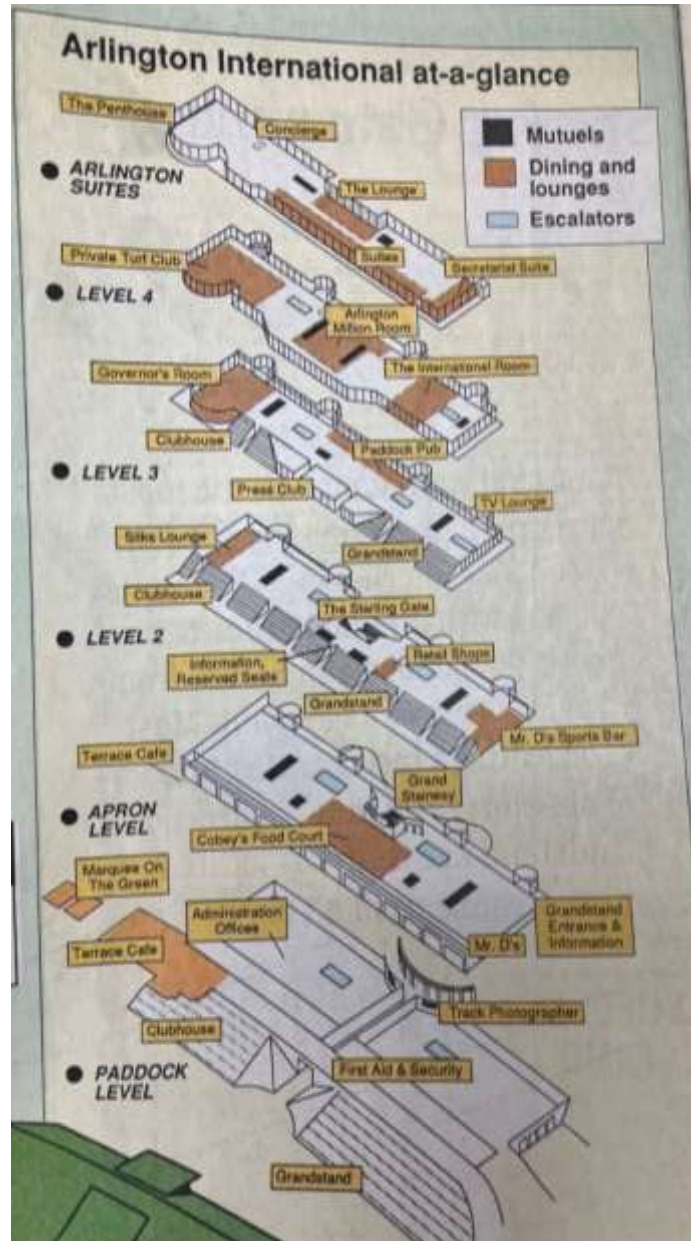 Arlington International at-a-glance
Mutuels
Dining and
lounges
Escalators
The Penthouse
Concierge
ARLINGTON
SUITES
The Lounge
Suites
Secretariat Suite
Private Turf Club
LEVEL 4
Arlington
Million Room
The International Room
Governor's Room
Clubhouse
Paddock Pub
LEVEL 3
Press Club
TV Lounge
Grandstand
Silks Lounge
Clubhouse
The Starting Gate
LEVEL 2
Information,
Reserved Seats
Retail Shops
Grandstand
Mr. D's Sports Bar
Terrace Cafe
Grand
Stairway
APRON
LEVEL
Cobey's Food Court
Marquee On
The Green
Administration
Offices
Mr. D's
Grandstand
Entrance &
Information
Terrace Cafe
Track Photographer
Clubhouse
First Aid & Security
PADDOCK
LEVEL
Grandstand